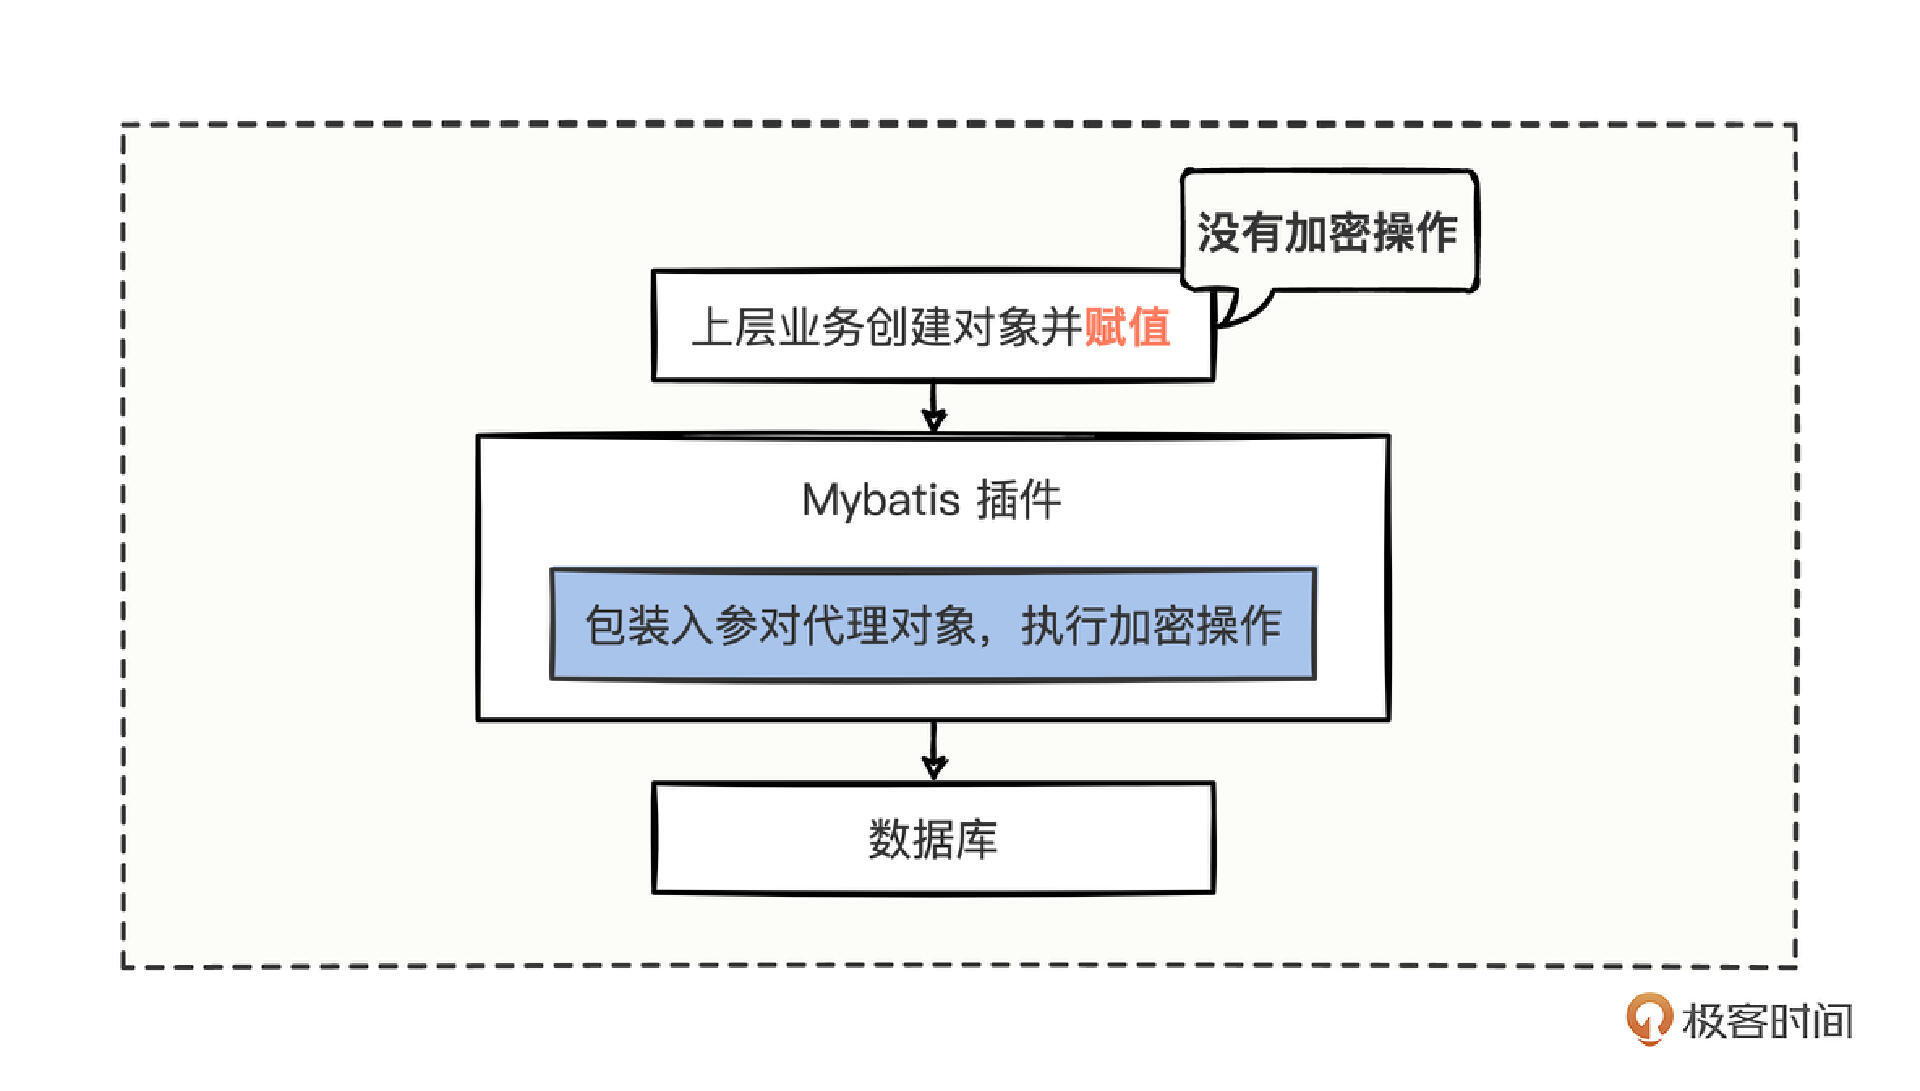 没有加密操作
上层业务创建对象并赋值
Mybatis 插件
包装入参对代理对象，执行加密操作
数据库
极客时间